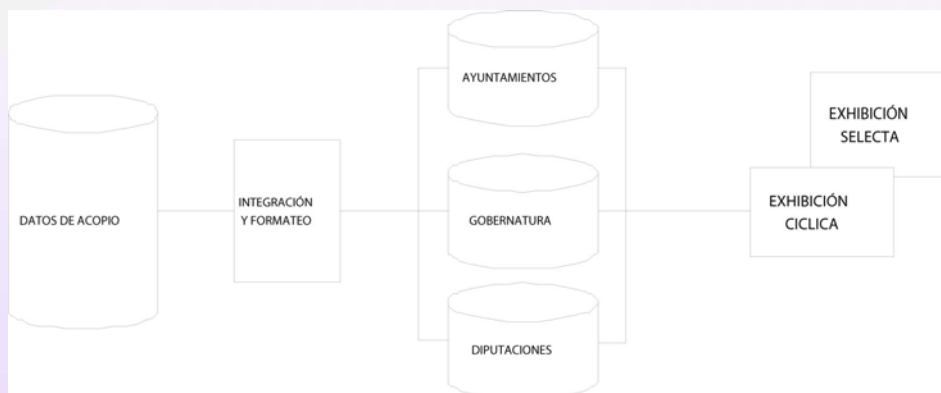 DATOS DE ACOPIO
INTEGRACIÓN
Y FORMATEO
AYUNTAMIENTOS
GOBERNATURA
DIPUTACIONES
EXHIBICIÓN
SELECTA
EXHIBICIÓN
CICLICA